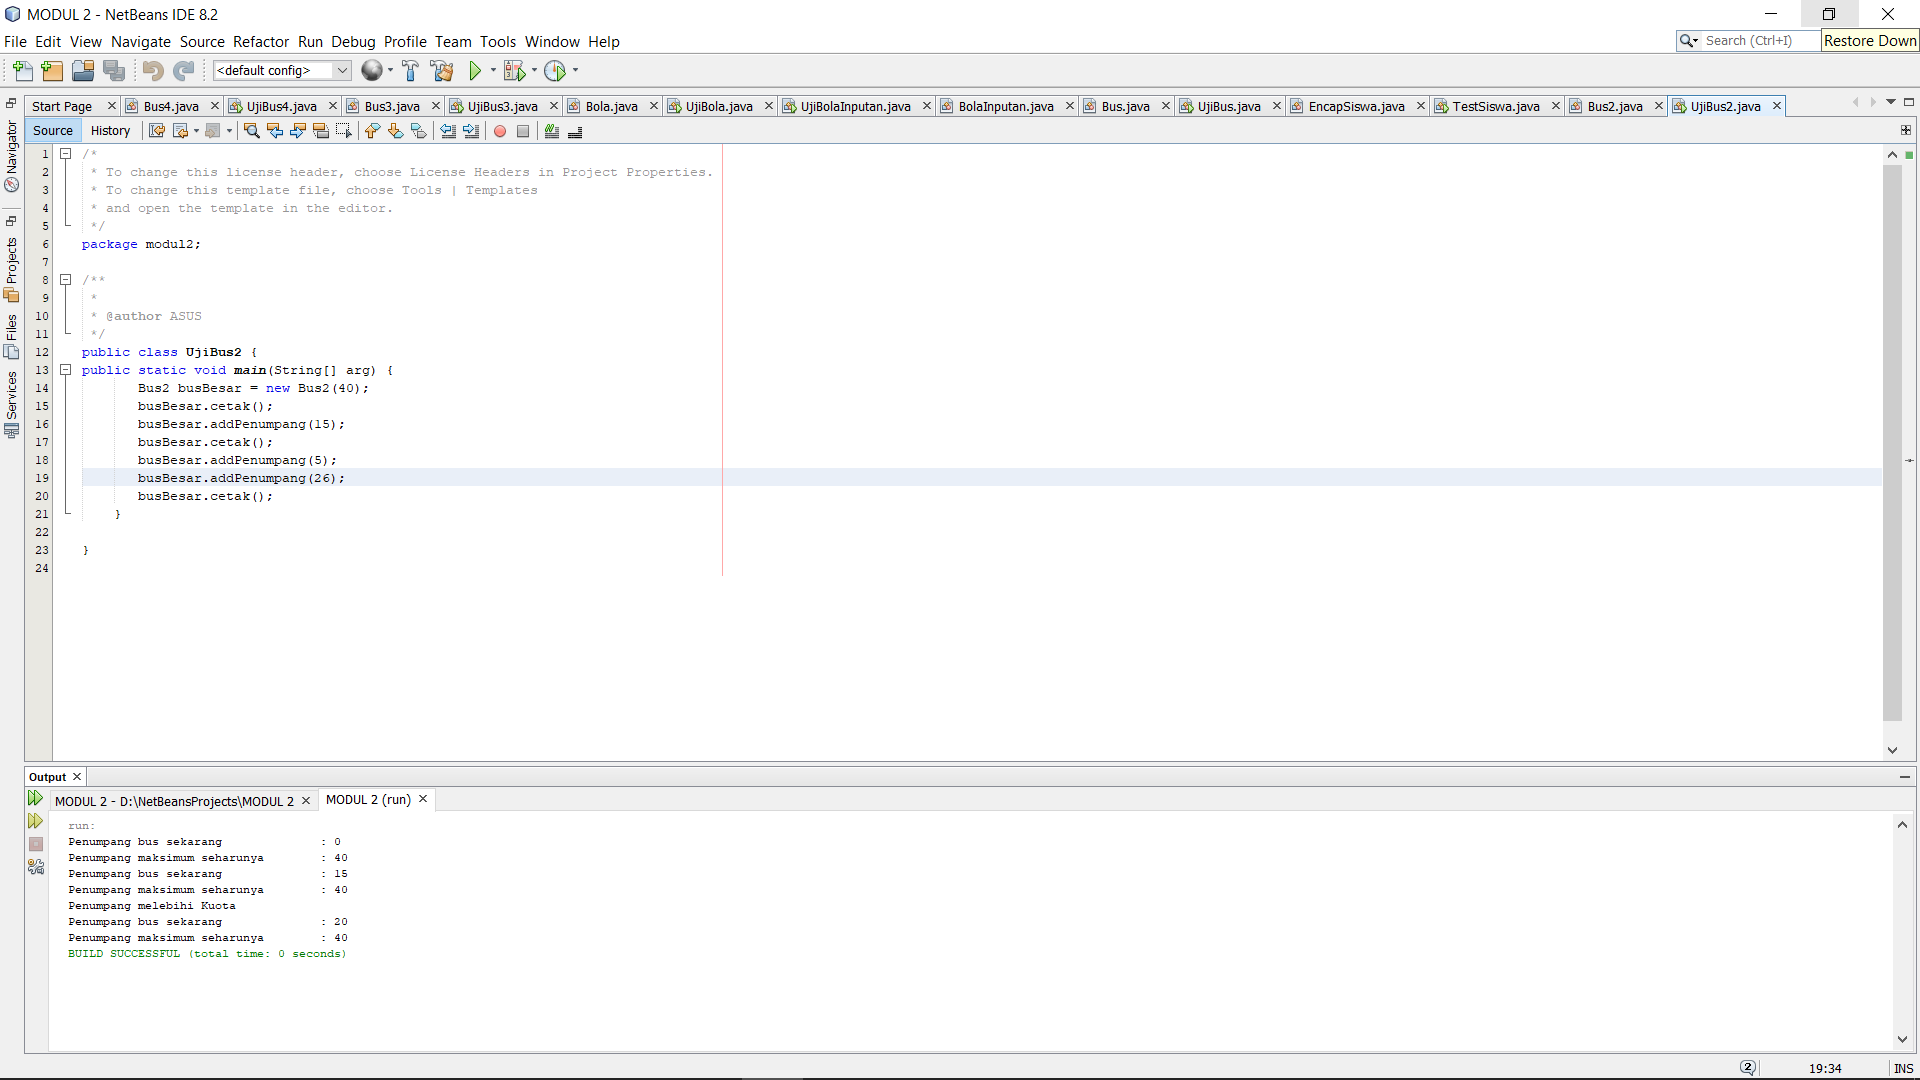 MODUL 2 - NetBeans IDE 8.2
File Edit View Navigate Source Refactor Run Debug Profile Team Tools Window Help
Search (Ctrl+I)
Restore Down
<default config>
Start Page
Bus4.java
UjiBus4.java
Bus3.java
UjiBus3.java
Bola.java
UjiBola.java
UjiBolaInputan.java
BolaInputan.java
Bus.java
UjiBus.java
EncapSiswa.java
TestSiswa.java
Bus2.java
UjiBus2.java
Source
History
Navigator
Projects
Files
Services
1 /*
2 * To change this license header, choose License Headers in Project Properties.
3 * To change this template file, choose Tools | Templates
4 * and open the template in the editor.
5 */
6 package modul2;
7
8 /**
9 *
10 * @author ASUS
11 */
12 public class UjiBus2 {
13 public static void main(String[] arg) {
14 Bus2 busBesar = new Bus2(40);
15 busBesar.cetak();
16 busBesar.addPenumpang(15);
17 busBesar.cetak();
18 busBesar.addPenumpang(5);
19 busBesar.addPenumpang(26);
20 busBesar.cetak();
21 }
22
23 }
24
Output
MODUL 2 - D:\NetBeansProjects\MODUL 2
MODUL 2 (run)
run:
Penumpang bus sekarang : 0
Penumpang maksimum seharunya : 40
Penumpang bus sekarang : 15
Penumpang maksimum seharunya : 40
Penumpang melebihi Kuota
Penumpang bus sekarang : 20
Penumpang maksimum seharunya : 40
BUILD SUCCESSFUL (total time: 0 seconds)
2
19:34
INS